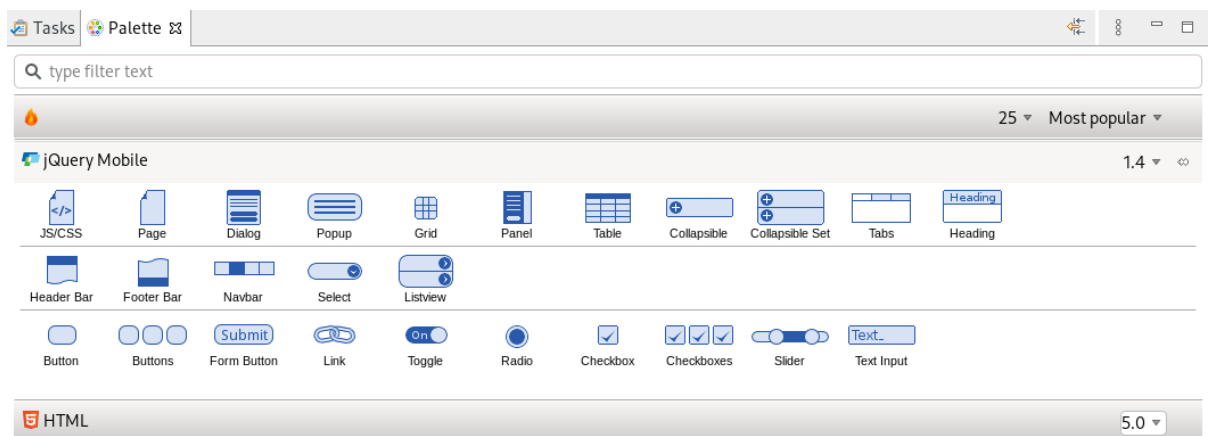 Tasks Palette
type filter text
25 Most popular
jQuery Mobile 1.4
</> Heading
JS/CSS Page Dialog Popup Grid Panel Table Collapsible Collapsible Set Tabs Heading
Header Bar Footer Bar Navbar Select Listview
Submit On Text_
Button Buttons Form Button Link Toggle Radio Checkbox Checkboxes Slider Text Input
5 HTML 5.0